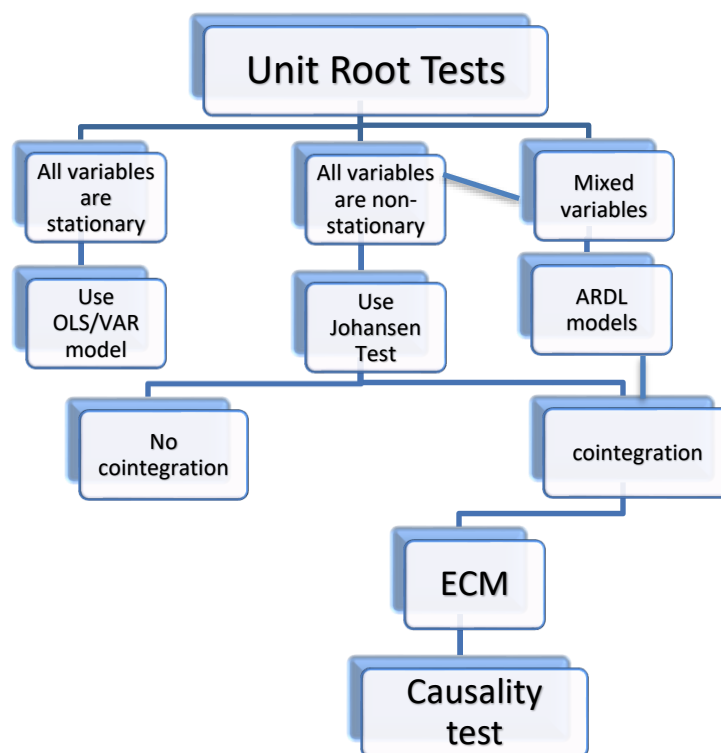 Unit Root Tests
All variables
are
stationary
All variables
are non-
stationary
Mixed
variables
Use
OLS/VAR
model
Use
Johansen
Test
ARDL
models
No
cointegration
cointegration
ECM
Causality
test